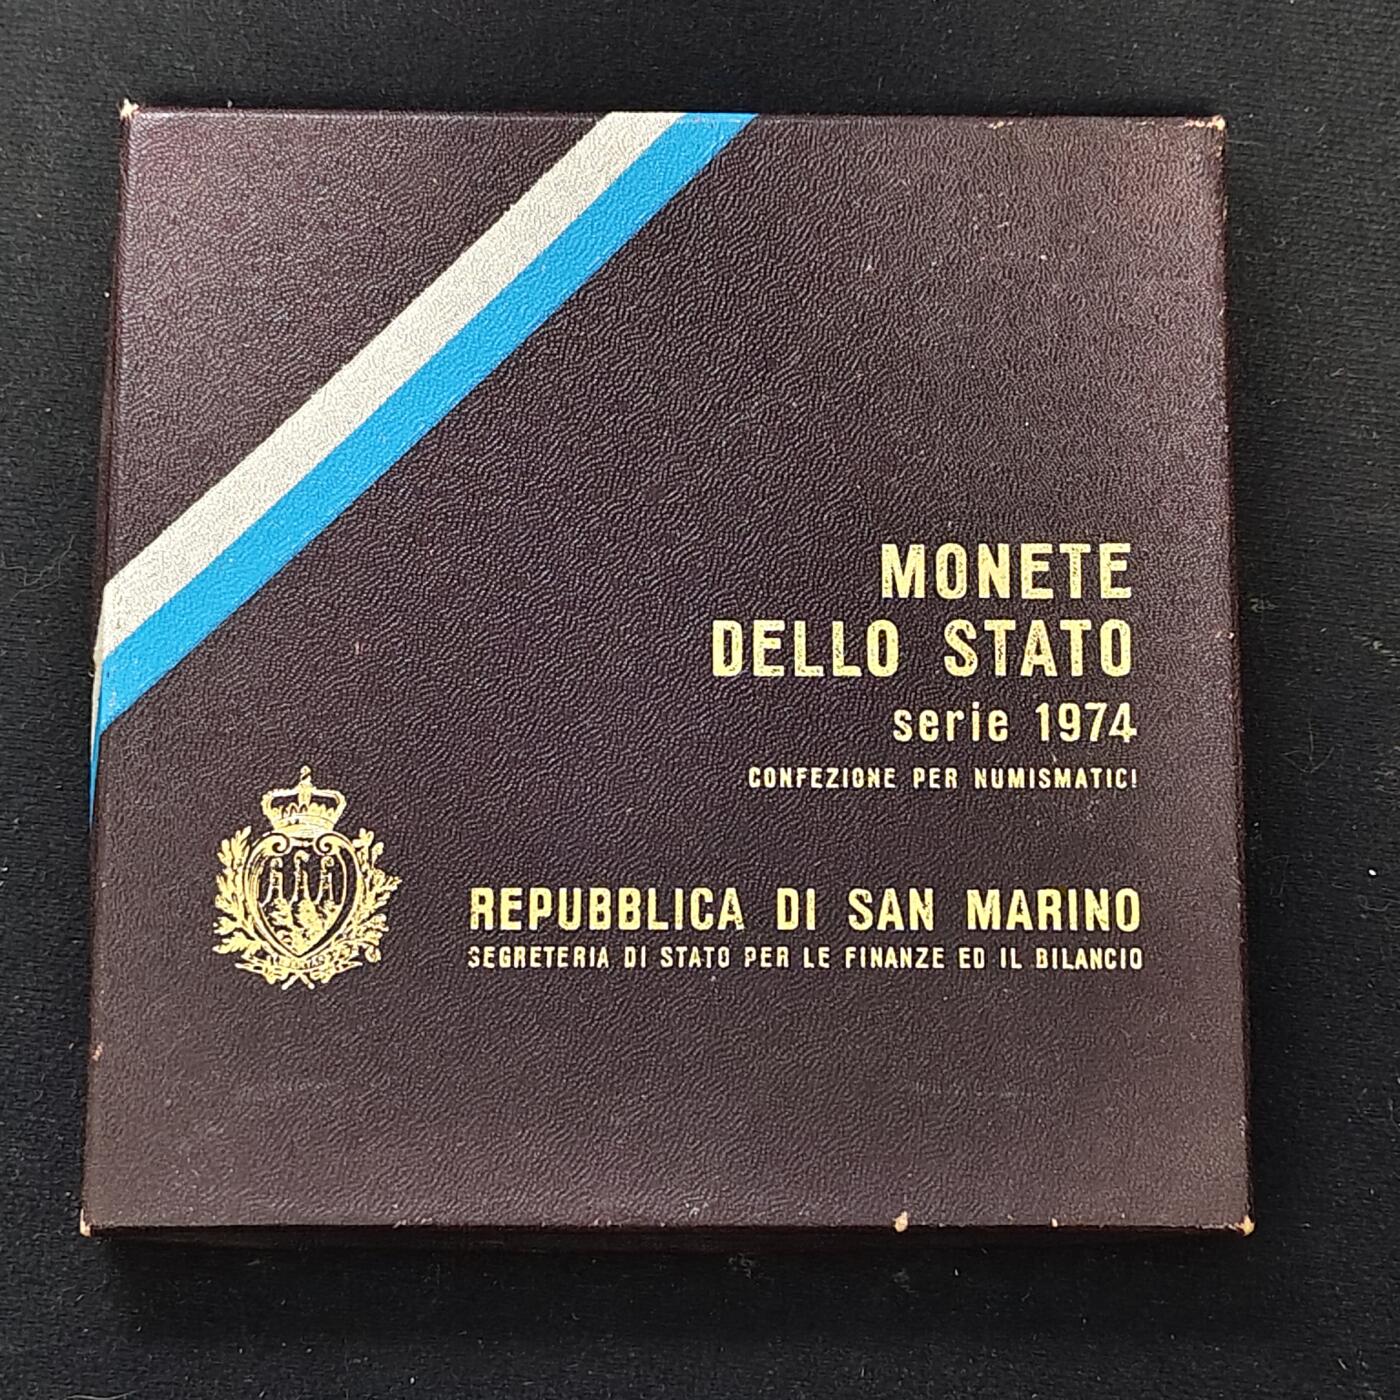 MONETE
DELLO STATO
serie 1974
CONFEZIONE PER NUMISMATICI
REPUBBLICA DI SAN MARINO
SEGRETERIA DI STATO PER LE FINANZE ED IL BILANCIO